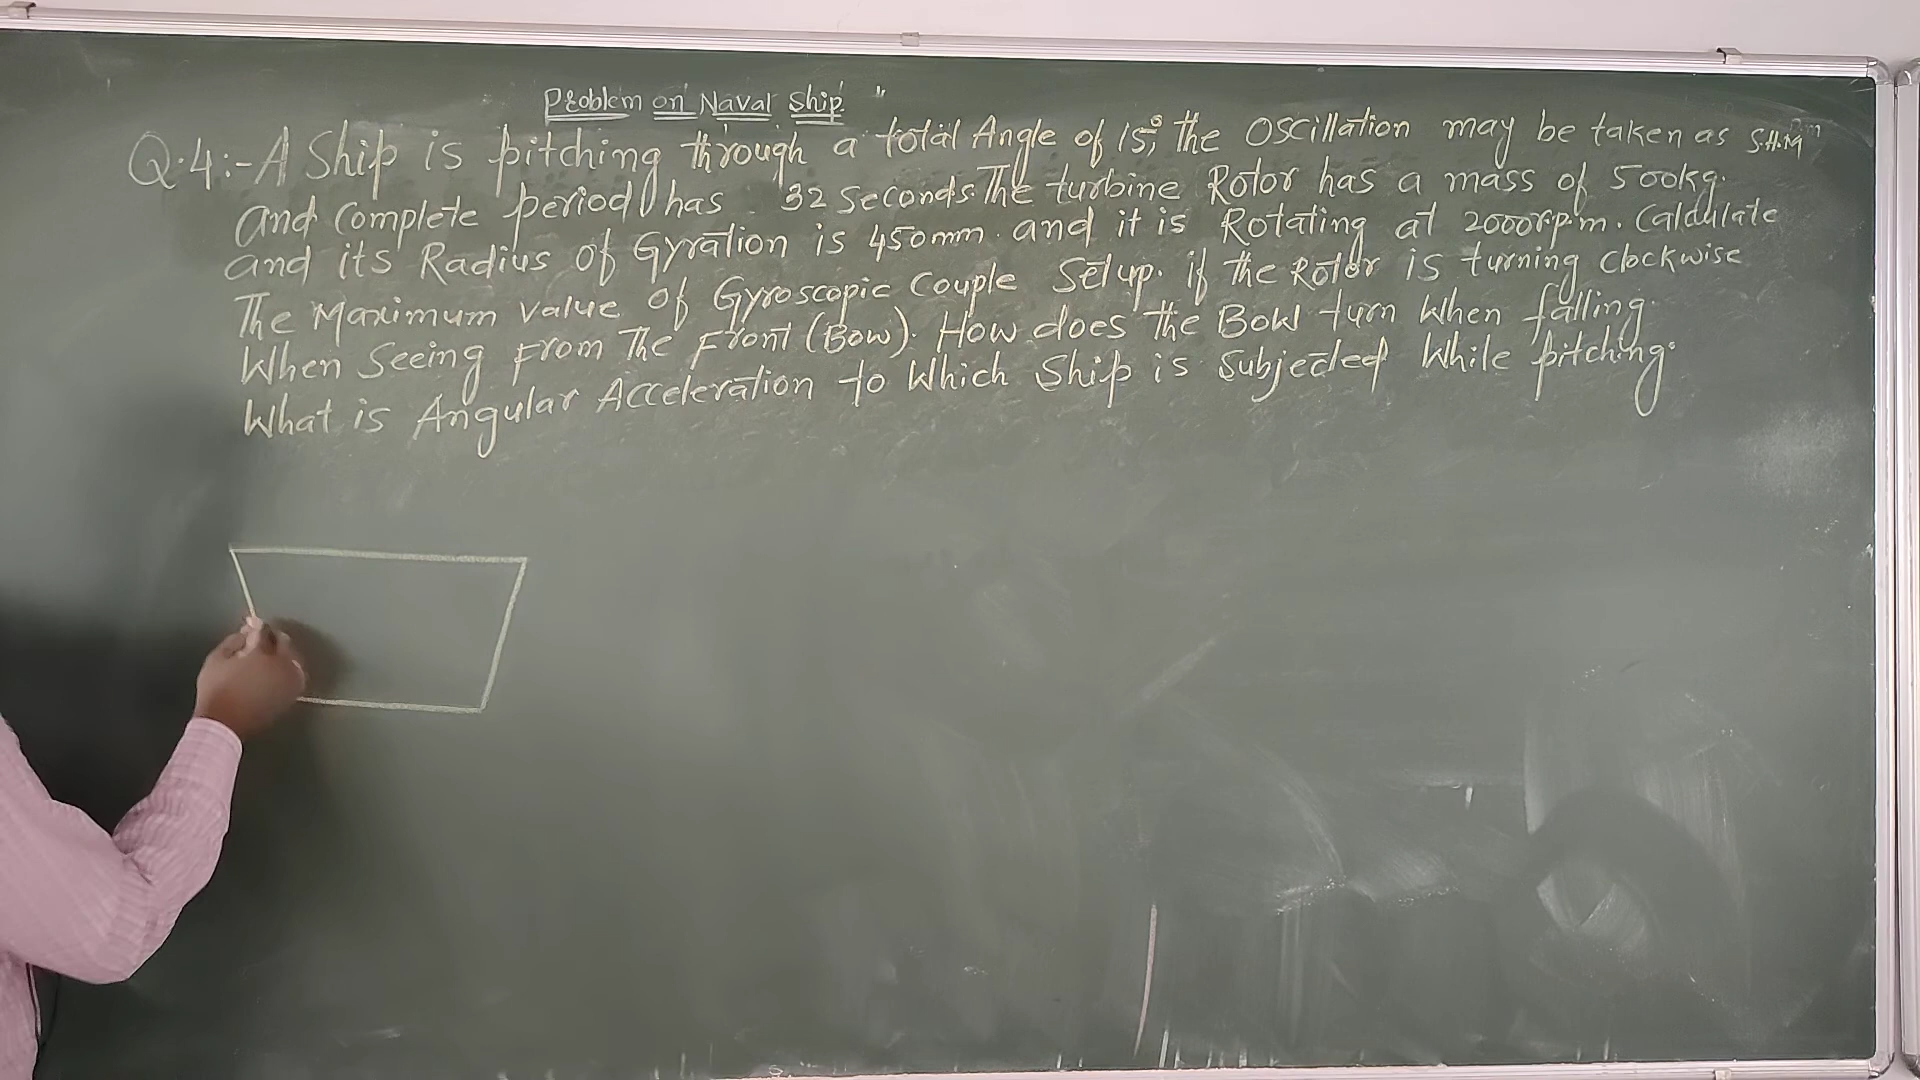 Problem on Naval Ship "
Q.4:- A Ship is pitching through a total Angle of 15°, the Oscillation may be taken as S.H.M
and Complete period has 32 Seconds. The turbine Rotor has a mass of 500kg.
and its Radius of Gyration is 450mm. and it is Rotating at 2000r.p.m. Calculate
The Maximum value of Gyroscopic Couple Set up. if the Rotor is turning Clockwise
When Seeing From The Front (Bow). How does the Bow turn When falling.
What is Angular Acceleration to Which Ship is Subjected While pitching.